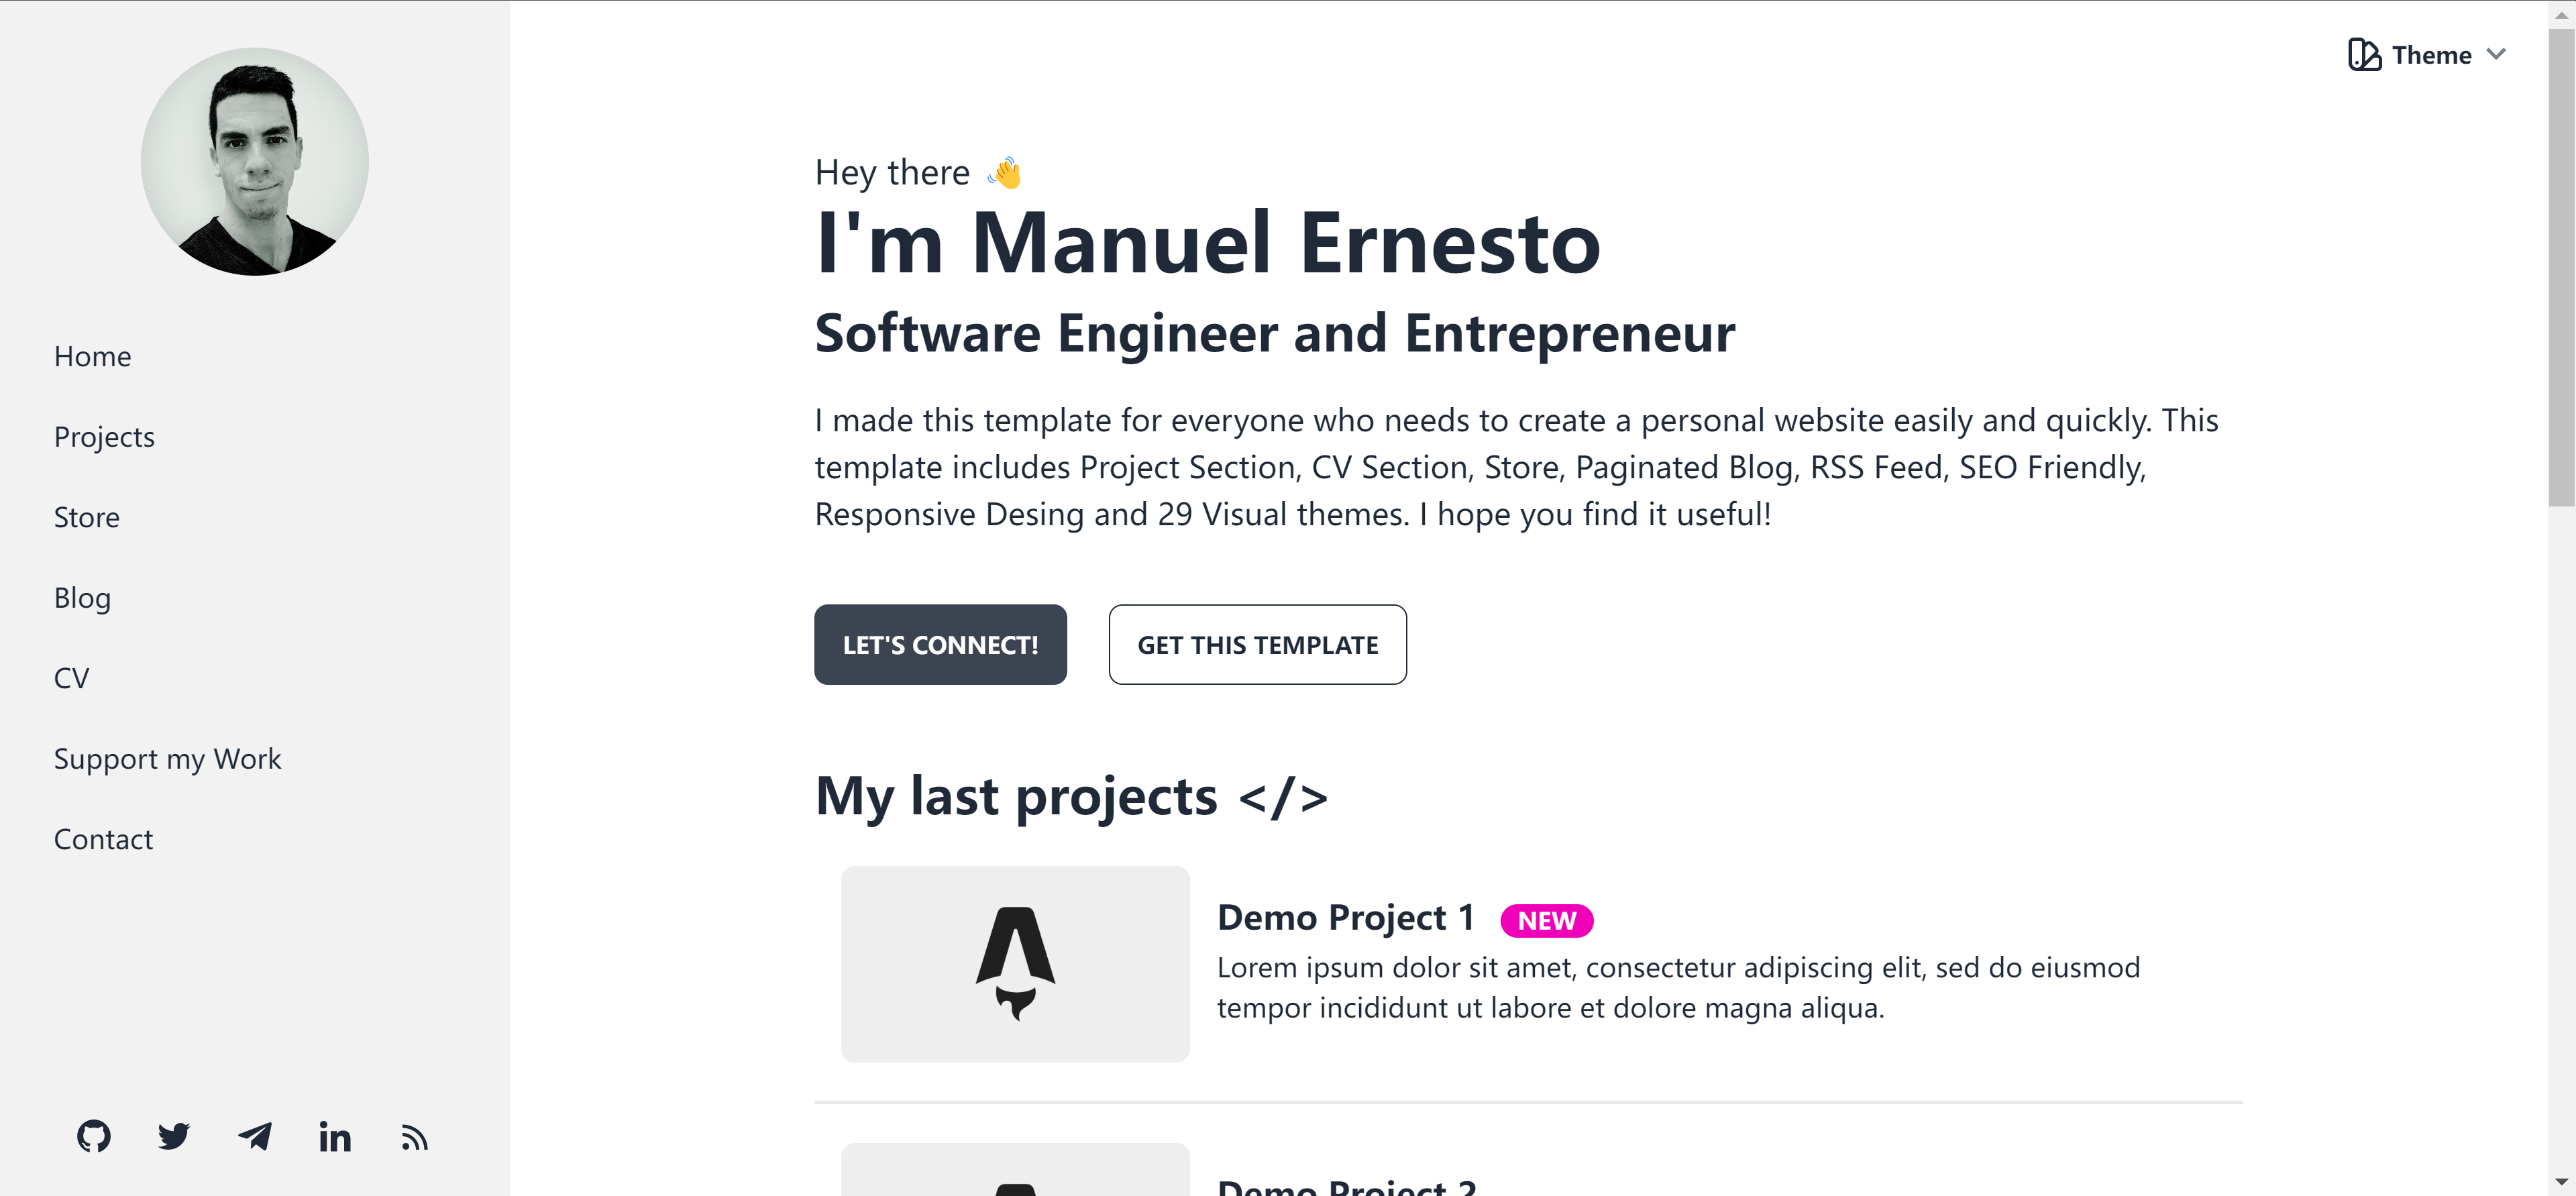 Theme
Home
Projects
Store
Blog
CV
Support my Work
Contact
Hey there 👋
I'm Manuel Ernesto
Software Engineer and Entrepreneur
I made this template for everyone who needs to create a personal website easily and quickly. This
template includes Project Section, CV Section, Store, Paginated Blog, RSS Feed, SEO Friendly,
Responsive Desing and 29 Visual themes. I hope you find it useful!
LET'S CONNECT!
GET THIS TEMPLATE
My last projects </>
Demo Project 1 NEW
Lorem ipsum dolor sit amet, consectetur adipiscing elit, sed do eiusmod
tempor incididunt ut labore et dolore magna aliqua.
Demo Project 2